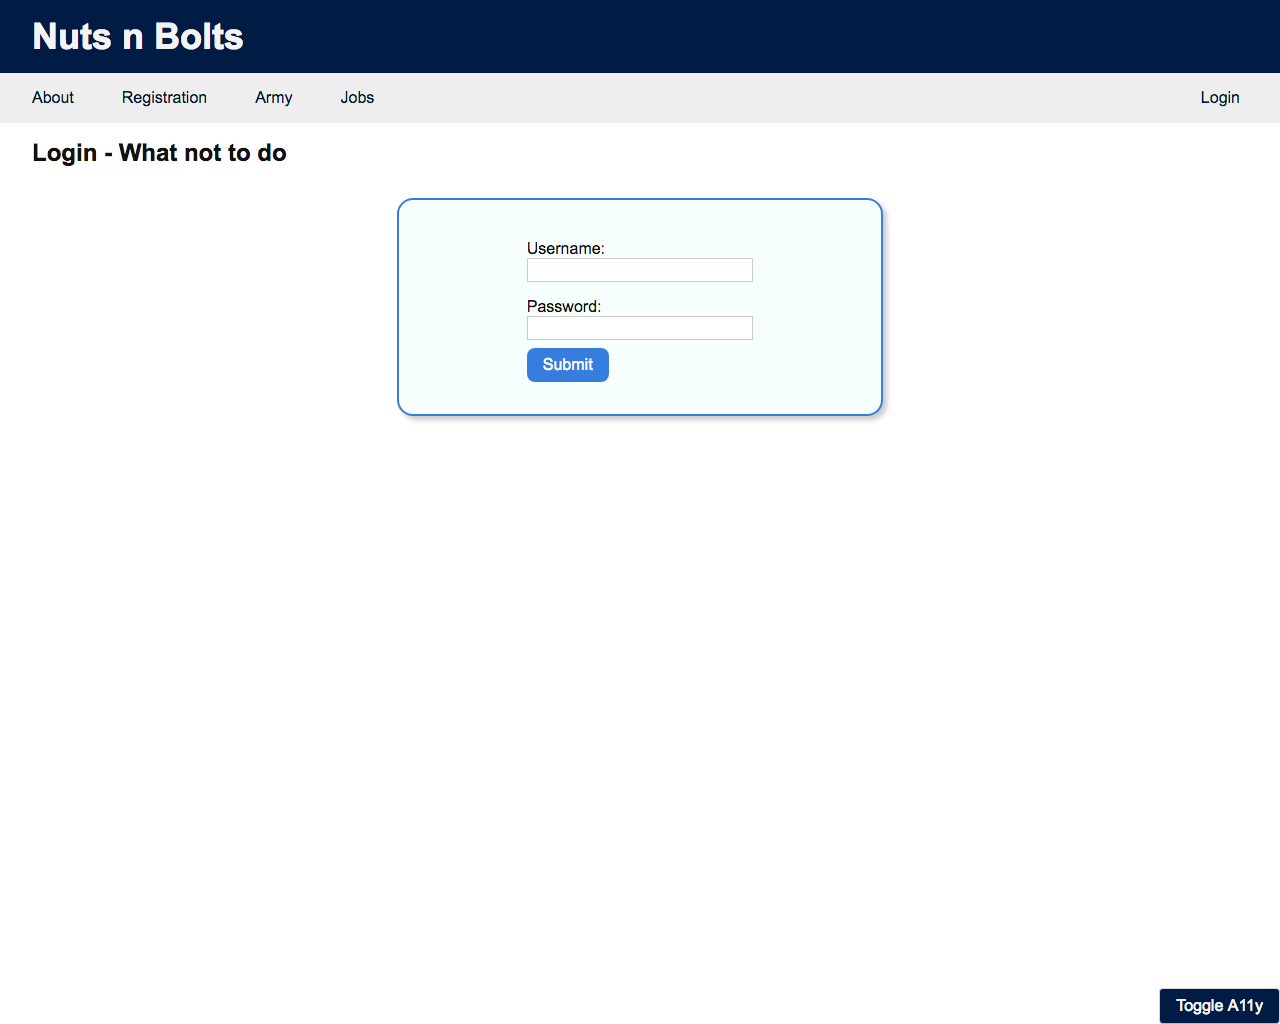 Nuts n Bolts
About Registration Army Jobs Login
Login - What not to do
Username:
Password:
Submit
Toggle A11y